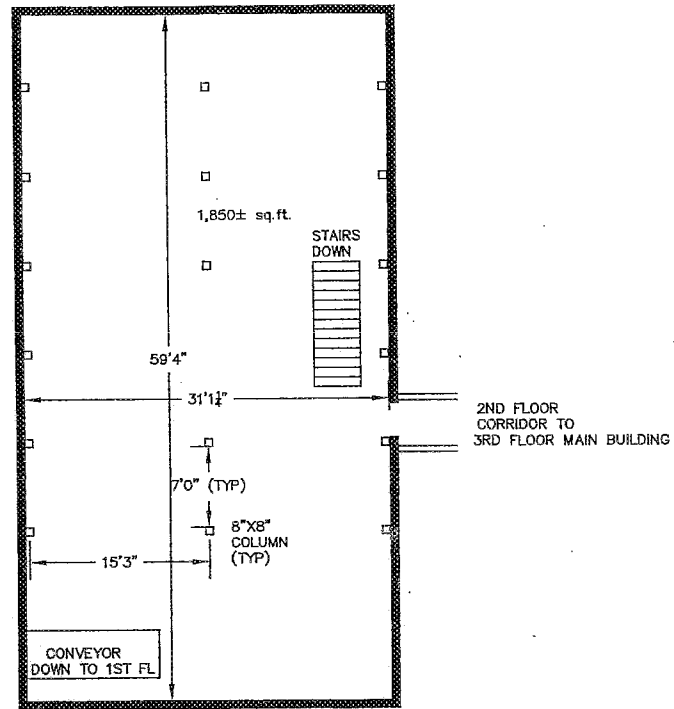 1,850± sq.ft.
STAIRS
DOWN
59'4"
31'1¼"
2ND FLOOR
CORRIDOR TO
3RD FLOOR MAIN BUILDING
7'0" (TYP)
8"X8"
COLUMN
(TYP)
15'3"
CONVEYOR
DOWN TO 1ST FL